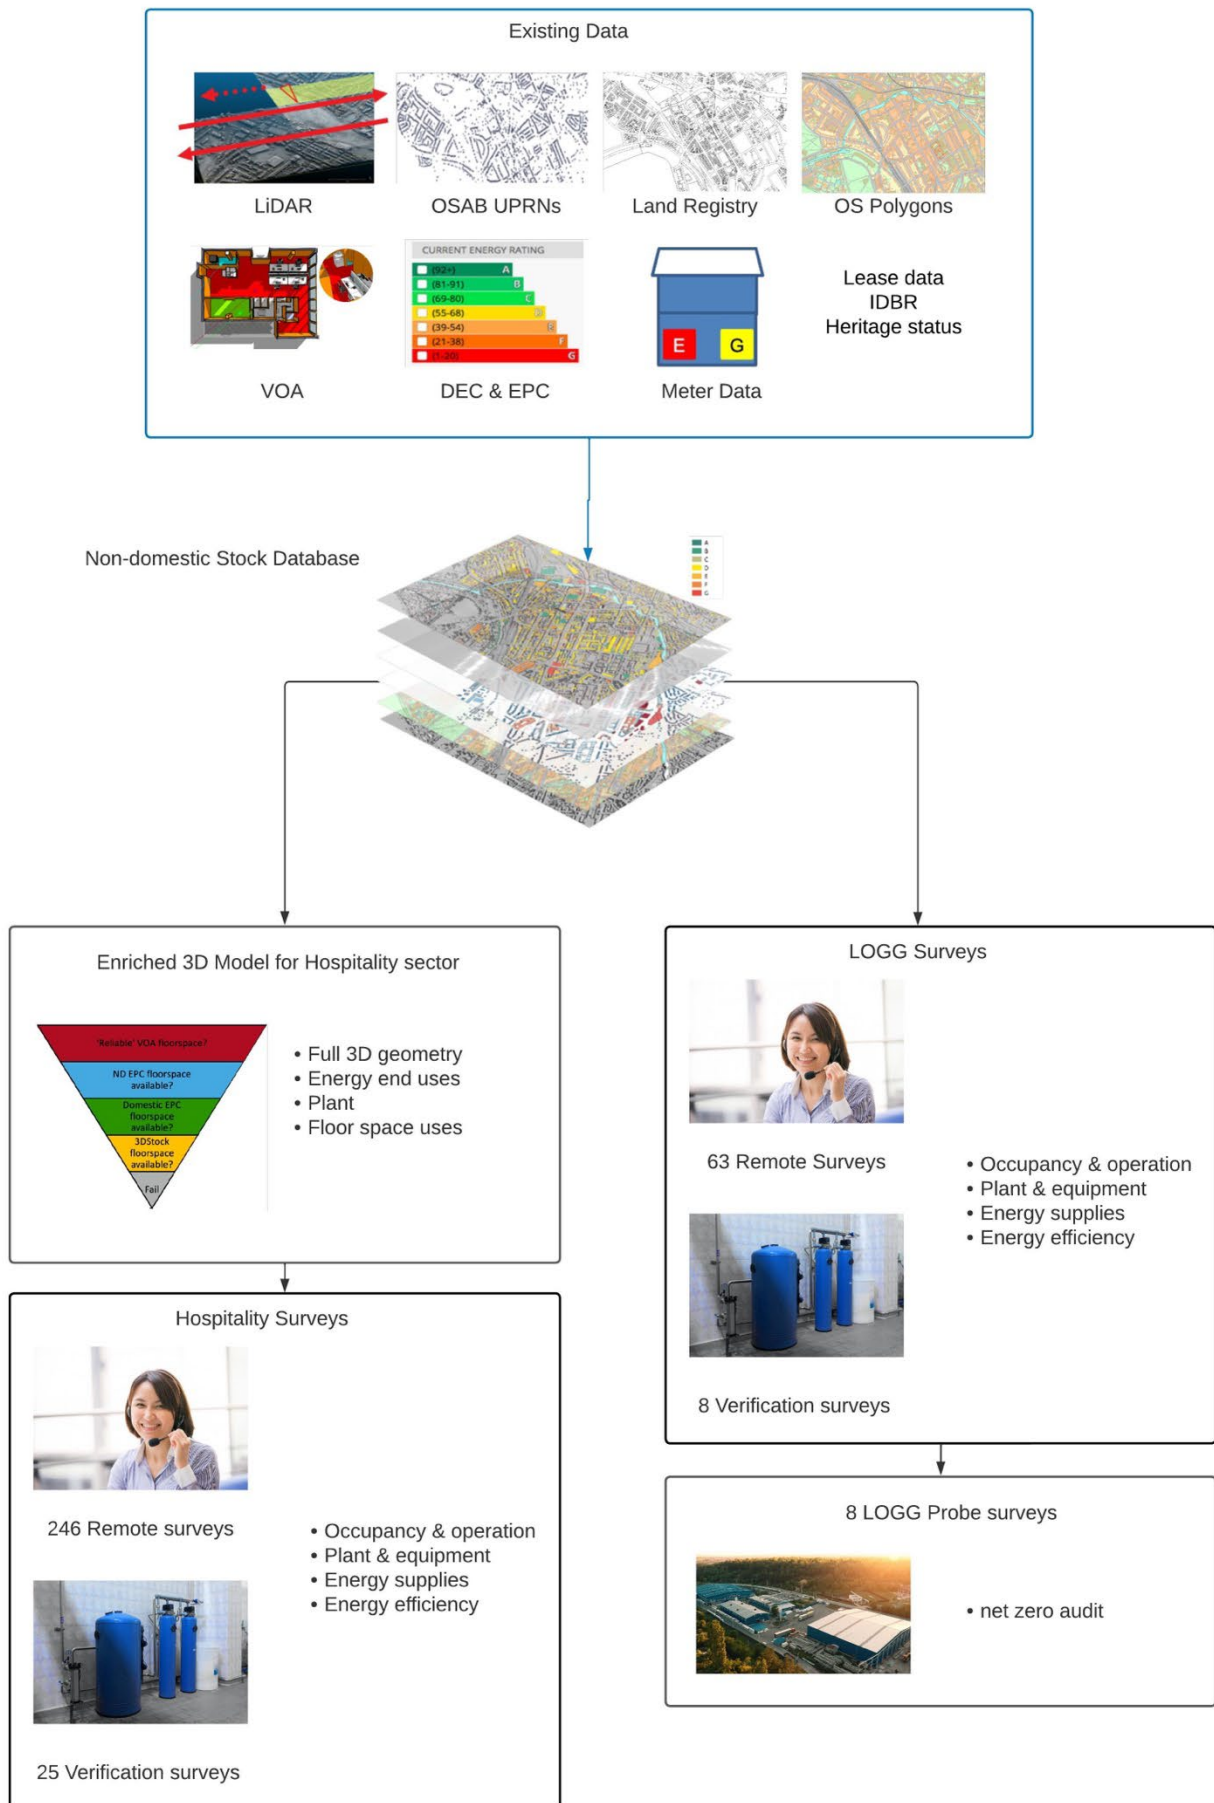 Existing Data
LiDAR
OSAB UPRNs
Land Registry
OS Polygons
CURRENT ENERGY RATING
(92+) A
(81-91) B
(69-80) C
(55-68) D
(39-54) E
(21-38) F
(1-20) G
E G
Lease data
IDBR
Heritage status
VOA
DEC & EPC
Meter Data
Non-domestic Stock Database
A
B
C
D
E
F
G
Enriched 3D Model for Hospitality sector
'Reliable' VOA floorspace?
ND EPC floorspace
available?
Domestic EPC
floorspace
available?
3DStock
floorspace
available?
Fail
• Full 3D geometry
• Energy end uses
• Plant
• Floor space uses
Hospitality Surveys
246 Remote surveys
• Occupancy & operation
• Plant & equipment
• Energy supplies
• Energy efficiency
25 Verification surveys
LOGG Surveys
63 Remote Surveys
• Occupancy & operation
• Plant & equipment
• Energy supplies
• Energy efficiency
8 Verification surveys
8 LOGG Probe surveys
• net zero audit